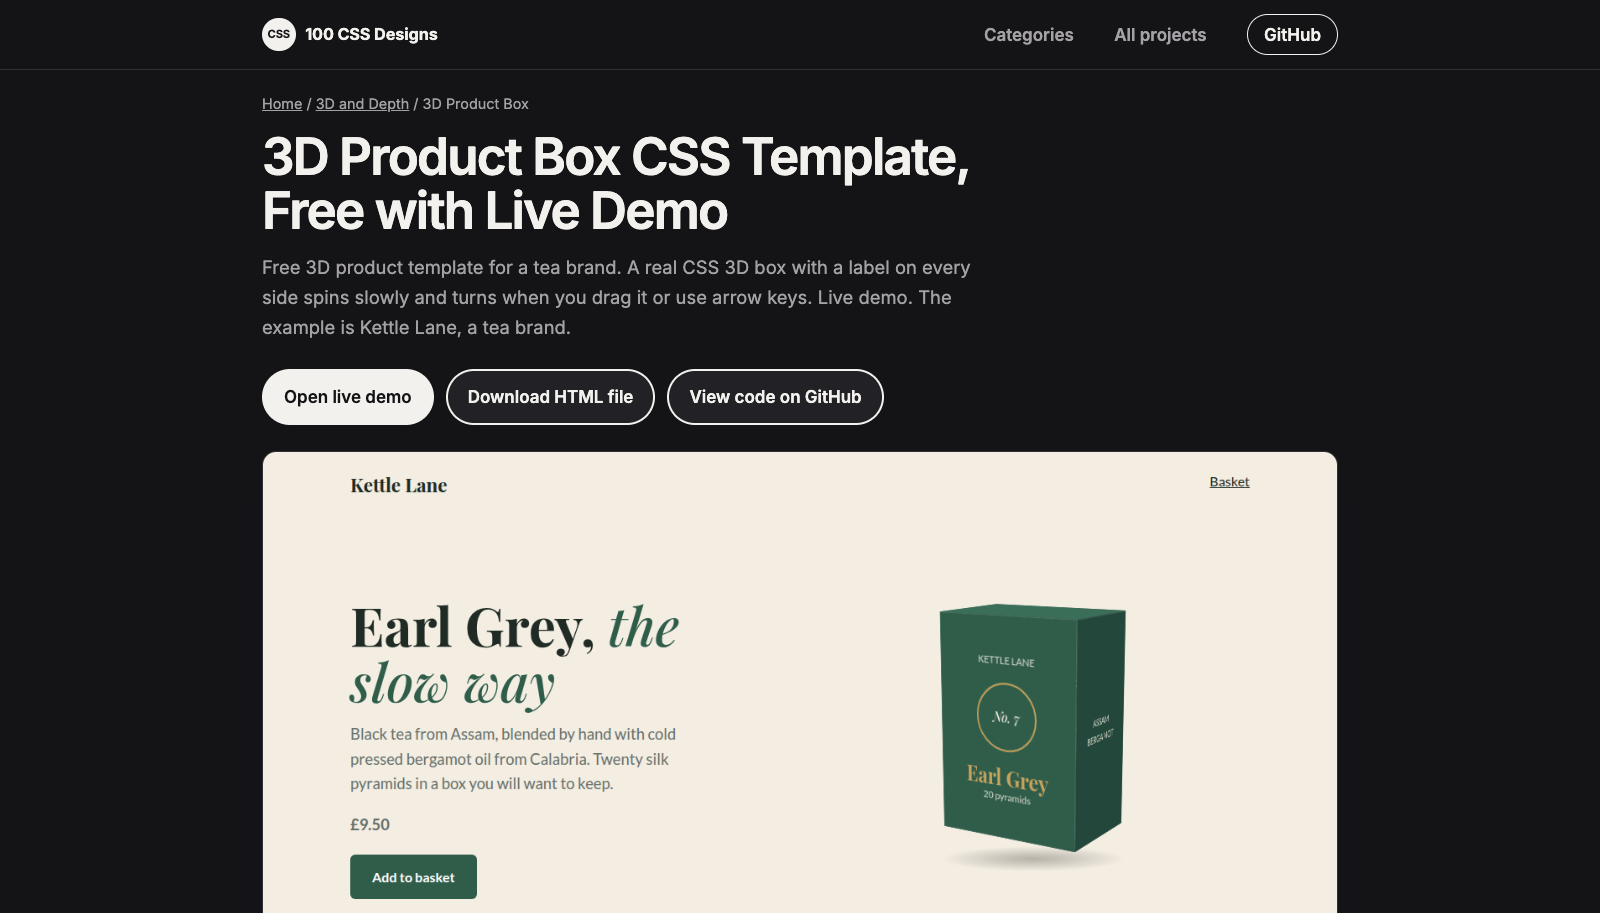 CSS 100 CSS Designs
Categories
All projects
GitHub
Home / 3D and Depth / 3D Product Box
3D Product Box CSS Template,
Free with Live Demo
Free 3D product template for a tea brand. A real CSS 3D box with a label on every
side spins slowly and turns when you drag it or use arrow keys. Live demo. The
example is Kettle Lane, a tea brand.
Open live demo
Download HTML file
View code on GitHub
Kettle Lane
Basket
Earl Grey, the
slow way
Black tea from Assam, blended by hand with cold
pressed bergamot oil from Calabria. Twenty silk
pyramids in a box you will want to keep.
£9.50
Add to basket
KETTLE LANE
No. 7
Earl Grey
20 pyramids
ASSAM
BERGAMOT